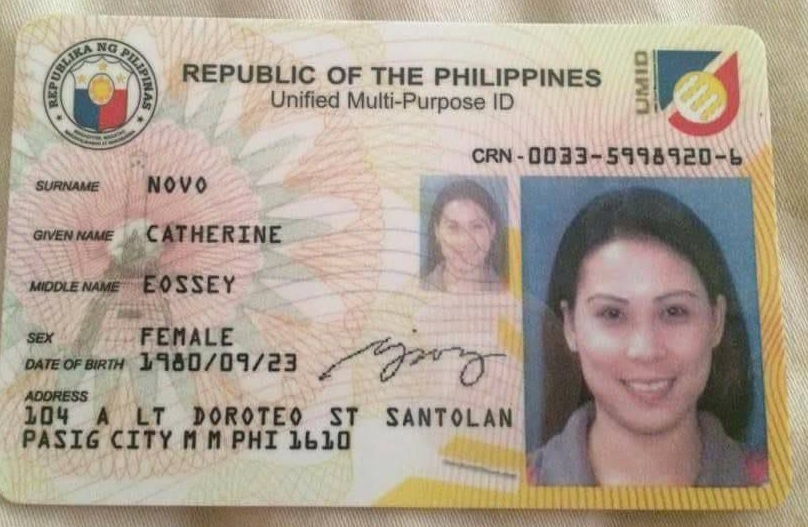 REPUBLIKA NG PILIPINAS
REPUBLIC OF THE PHILIPPINES
Unified Multi-Purpose ID
UMID
CRN-0033-5998920-6
SURNAME NOVO
GIVEN NAME CATHERINE
MIDDLE NAME EOSSEY
SEX FEMALE
DATE OF BIRTH 1980/09/23
ADDRESS
104 A LT DOROTEO ST SANTOLAN
PASIG CITY M M PHI 1610